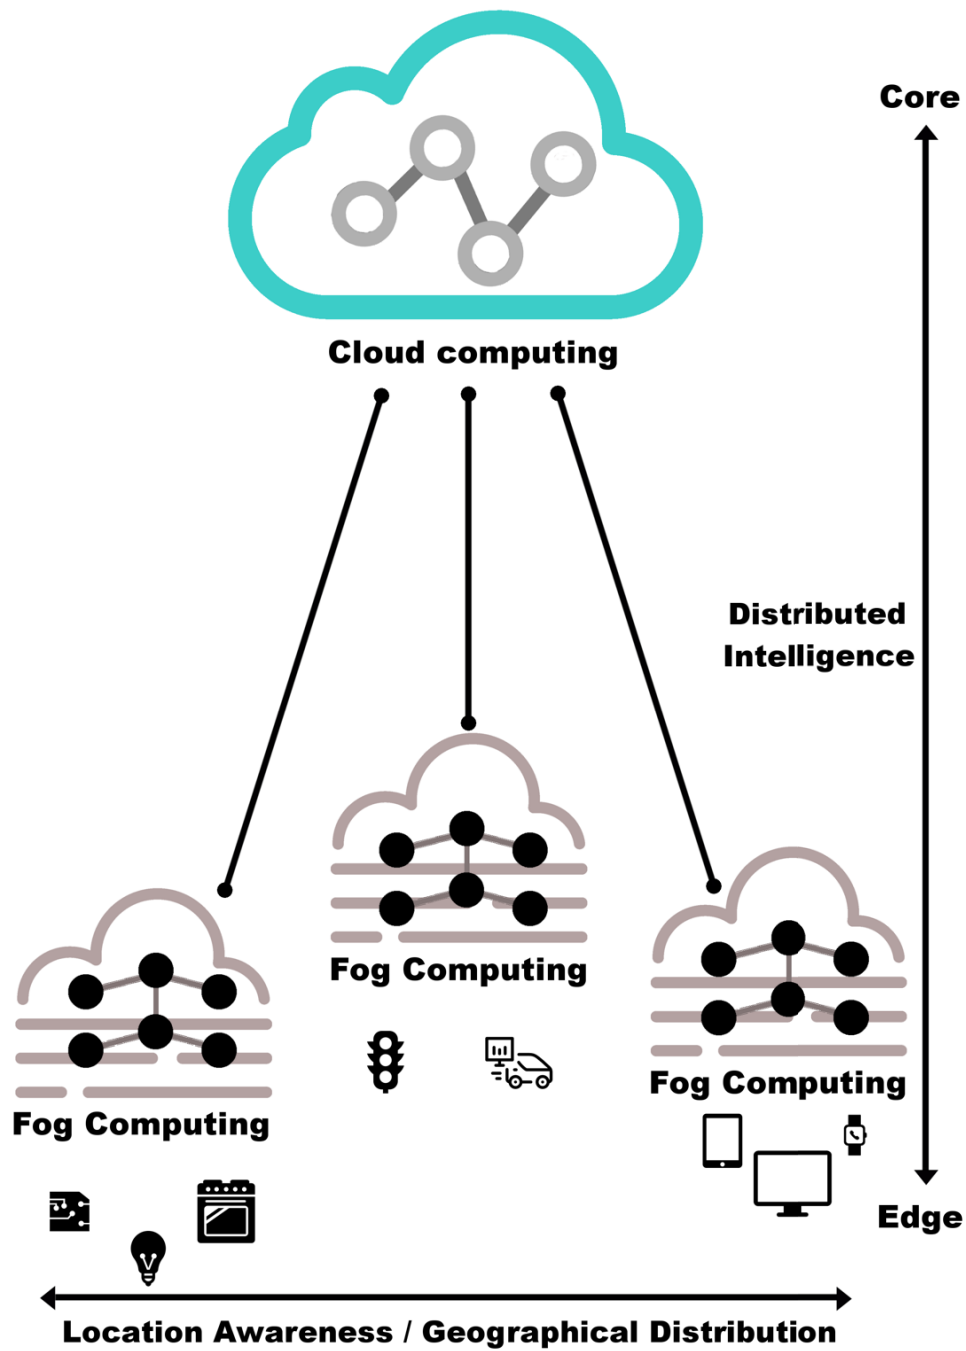 Core
Cloud computing
Distributed
Intelligence
Fog Computing
Fog Computing
Fog Computing
Edge
Location Awareness / Geographical Distribution